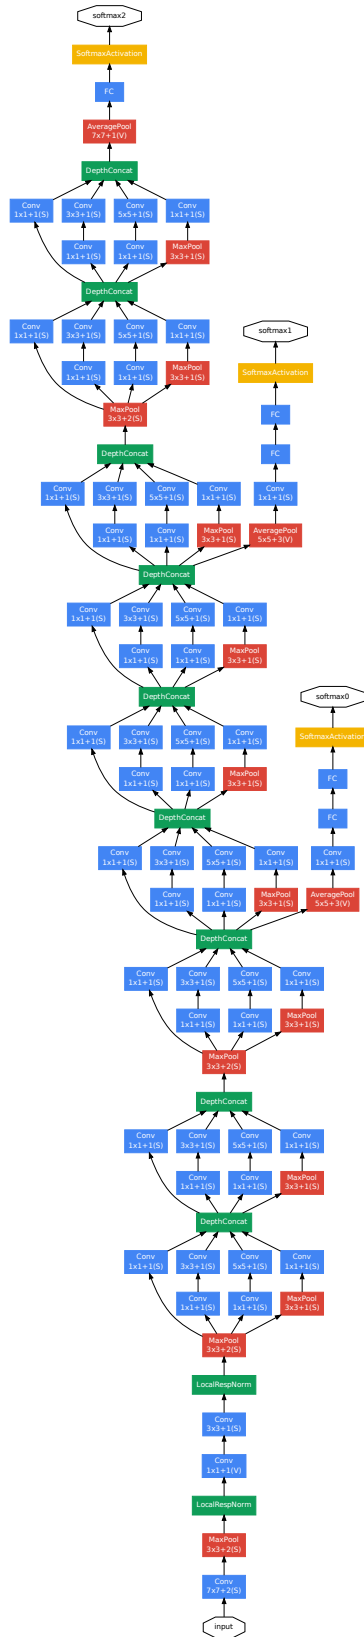 softmax2
SoftmaxActivation
FC
AveragePool
7x7+1(V)
DepthConcat
Conv
1x1+1(S)
Conv
3x3+1(S)
Conv
5x5+1(S)
Conv
1x1+1(S)
Conv
1x1+1(S)
Conv
1x1+1(S)
MaxPool
3x3+1(S)
DepthConcat
Conv
1x1+1(S)
Conv
3x3+1(S)
Conv
5x5+1(S)
Conv
1x1+1(S)
softmax1
Conv
1x1+1(S)
Conv
1x1+1(S)
MaxPool
3x3+1(S)
SoftmaxActivation
MaxPool
3x3+2(S)
FC
DepthConcat
FC
Conv
1x1+1(S)
Conv
3x3+1(S)
Conv
5x5+1(S)
Conv
1x1+1(S)
Conv
1x1+1(S)
Conv
1x1+1(S)
Conv
1x1+1(S)
MaxPool
3x3+1(S)
AveragePool
5x5+3(V)
DepthConcat
Conv
1x1+1(S)
Conv
3x3+1(S)
Conv
5x5+1(S)
Conv
1x1+1(S)
Conv
1x1+1(S)
Conv
1x1+1(S)
MaxPool
3x3+1(S)
DepthConcat
softmax0
Conv
1x1+1(S)
Conv
3x3+1(S)
Conv
5x5+1(S)
Conv
1x1+1(S)
SoftmaxActivation
Conv
1x1+1(S)
Conv
1x1+1(S)
MaxPool
3x3+1(S)
FC
DepthConcat
FC
Conv
1x1+1(S)
Conv
3x3+1(S)
Conv
5x5+1(S)
Conv
1x1+1(S)
Conv
1x1+1(S)
Conv
1x1+1(S)
Conv
1x1+1(S)
MaxPool
3x3+1(S)
AveragePool
5x5+3(V)
DepthConcat
Conv
1x1+1(S)
Conv
3x3+1(S)
Conv
5x5+1(S)
Conv
1x1+1(S)
Conv
1x1+1(S)
Conv
1x1+1(S)
MaxPool
3x3+1(S)
MaxPool
3x3+2(S)
DepthConcat
Conv
1x1+1(S)
Conv
3x3+1(S)
Conv
5x5+1(S)
Conv
1x1+1(S)
Conv
1x1+1(S)
Conv
1x1+1(S)
MaxPool
3x3+1(S)
DepthConcat
Conv
1x1+1(S)
Conv
3x3+1(S)
Conv
5x5+1(S)
Conv
1x1+1(S)
Conv
1x1+1(S)
Conv
1x1+1(S)
MaxPool
3x3+1(S)
MaxPool
3x3+2(S)
LocalRespNorm
Conv
3x3+1(S)
Conv
1x1+1(V)
LocalRespNorm
MaxPool
3x3+2(S)
Conv
7x7+2(S)
input